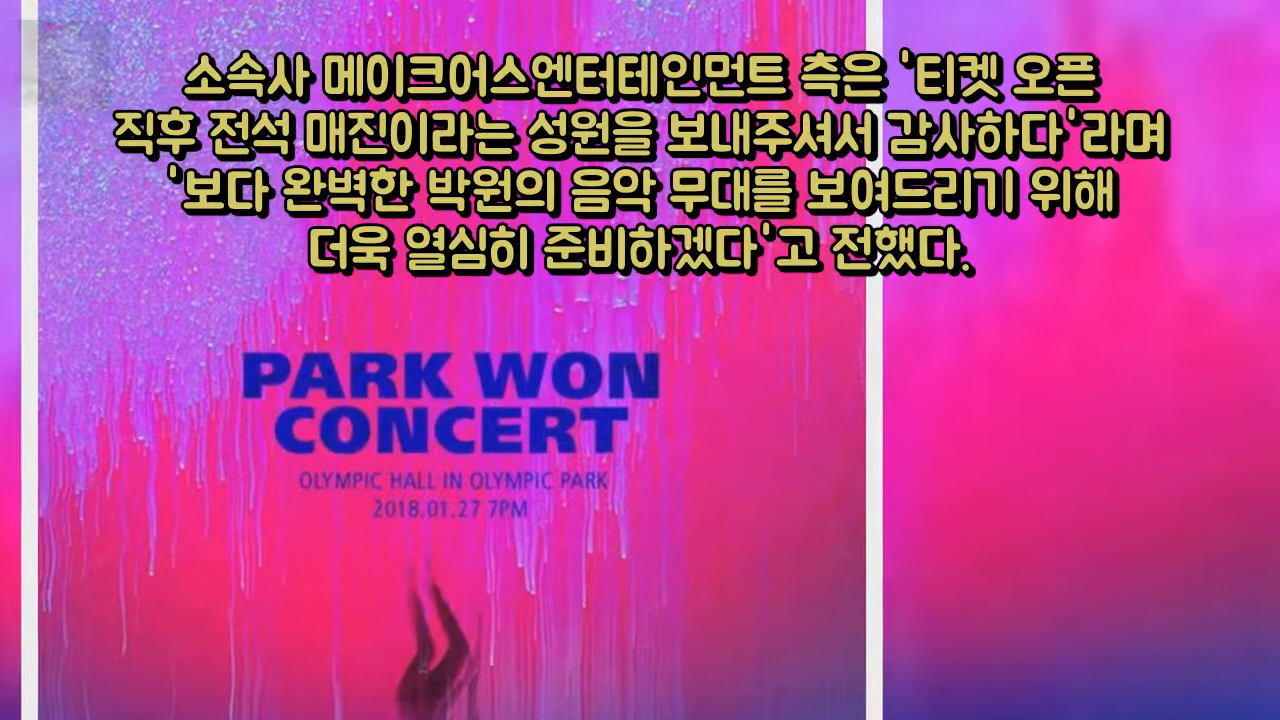 소속사 메이크어스엔터테인먼트 측은 '티켓 오픈
직후 전석 매진이라는 성원을 보내주셔서 감사하다'라며
'보다 완벽한 박원의 음악 무대를 보여드리기 위해
더욱 열심히 준비하겠다'고 전했다.
PARK WON
CONCERT
OLYMPIC HALL IN OLYMPIC PARK
2018.01.27 7PM